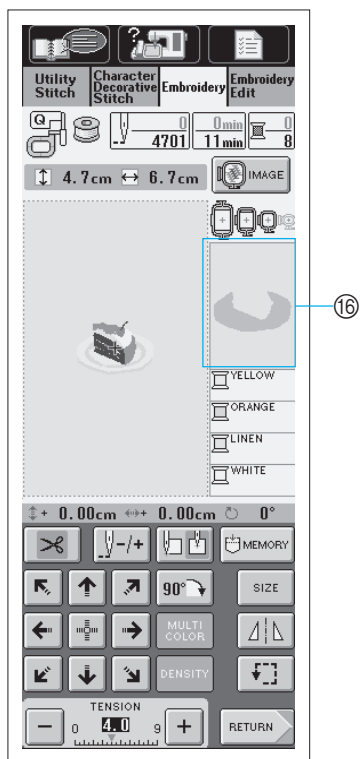 Utility Stitch
Character Decorative Stitch
Embroidery
Embroidery Edit
Q
0
4701
0min
11min
0
8
4.7cm
6.7cm
IMAGE
16
YELLOW
ORANGE
LINEN
WHITE
+ 0.00cm
+ 0.00cm
0°
-/+
MEMORY
90°
SIZE
MULTI COLOR
DENSITY
TENSION
−
0
4.0
9
+
RETURN